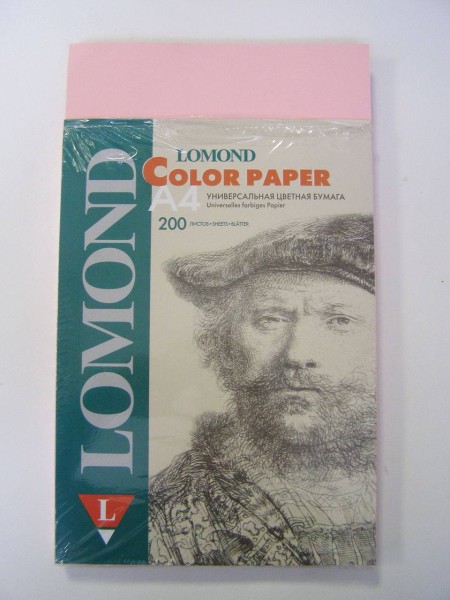 LOMOND
COLOR PAPER
A4
УНИВЕРСАЛЬНАЯ ЦВЕТНАЯ БУМАГА
Universelles farbiges Papier
200 ЛИСТОВ•SHEETS•BLÄTTER
LOMOND
L